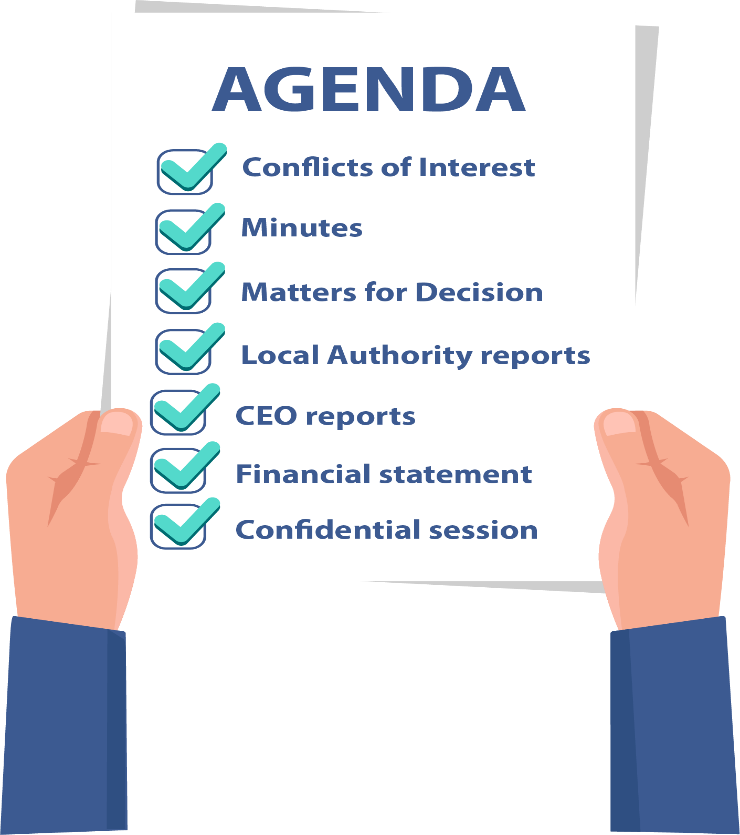 AGENDA
Conflicts of Interest
Minutes
Matters for Decision
Local Authority reports
CEO reports
Financial statement
Confidential session